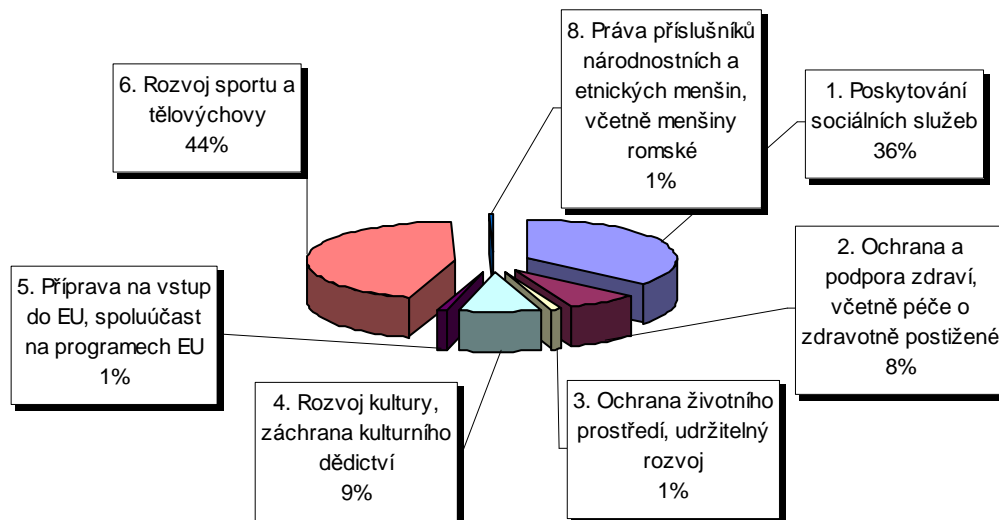 8. Práva příslušníků
národnostních a
etnických menšin,
včetně menšiny
romské
1%
6. Rozvoj sportu a
tělovýchovy
44%
1. Poskytování
sociálních služeb
36%
2. Ochrana a
podpora zdraví,
včetně péče o
zdravotně postižené
8%
5. Příprava na vstup
do EU, spoluúčast
na programech EU
1%
4. Rozvoj kultury,
záchrana kulturního
dědictví
9%
3. Ochrana životního
prostředí, udržitelný
rozvoj
1%